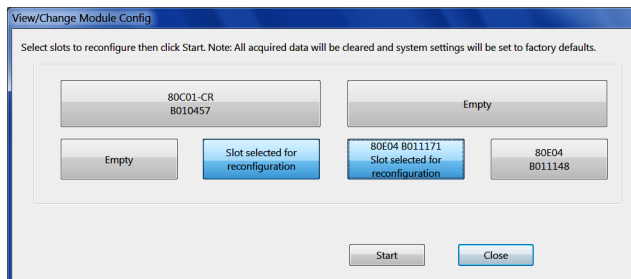 View/Change Module Config
Select slots to reconfigure then click Start. Note: All acquired data will be cleared and system settings will be set to factory defaults.
80C01-CR
B010457
Empty
Empty
Slot selected for
reconfiguration
80E04 B011171
Slot selected for
reconfiguration
80E04
B011148
Start
Close